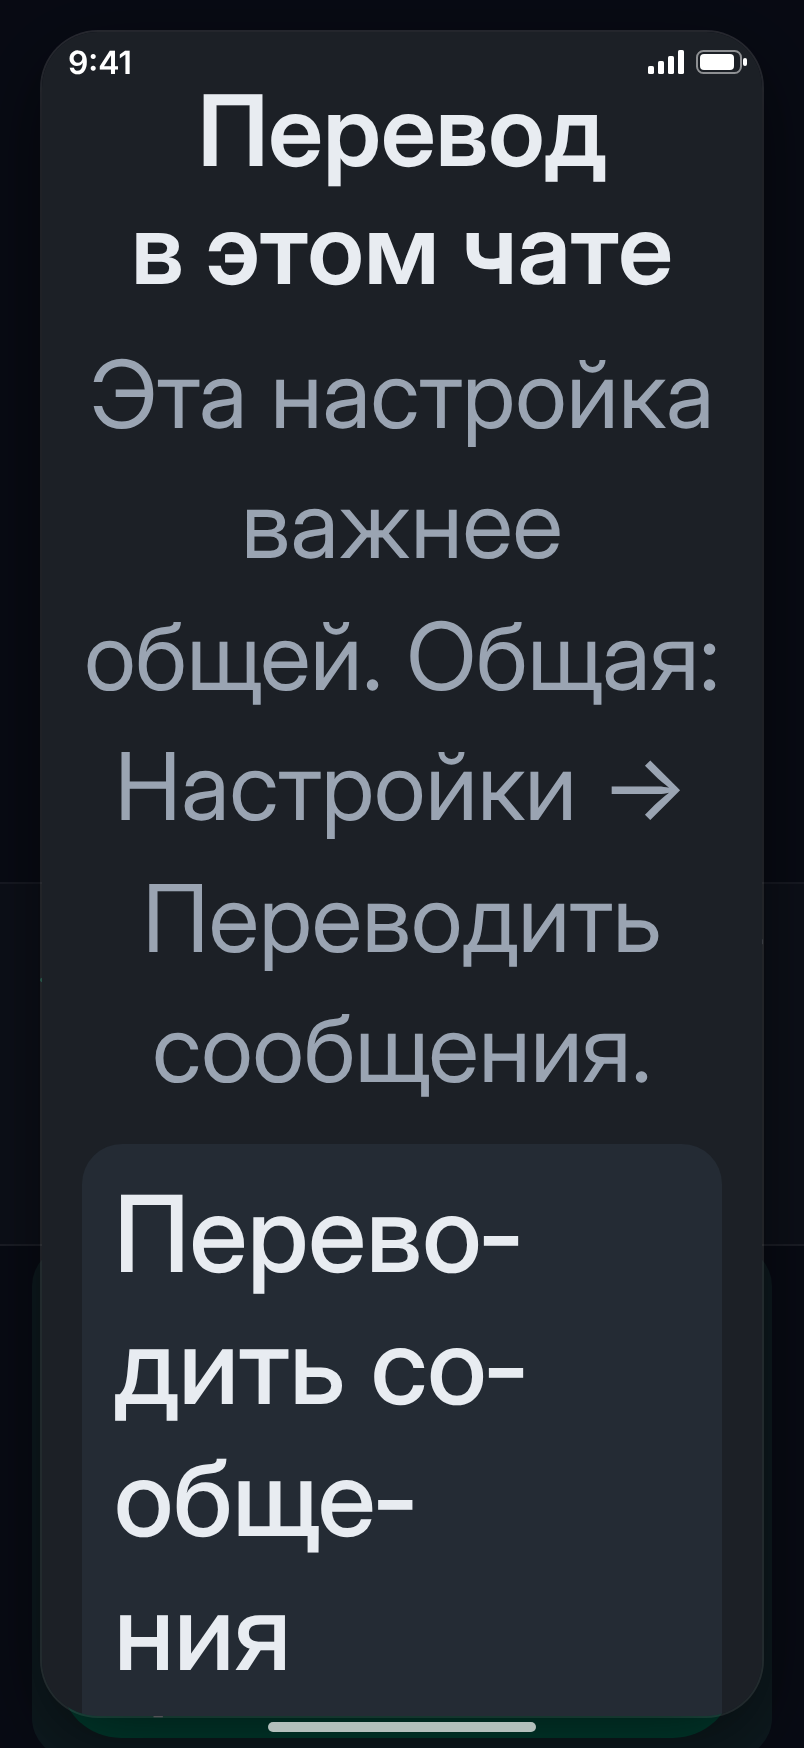 9:41
Перевод
в этом чате
Эта настройка
важнее
общей. Общая:
Настройки →
Переводить
сообщения.
Перево-
дить со-
обще-
ния